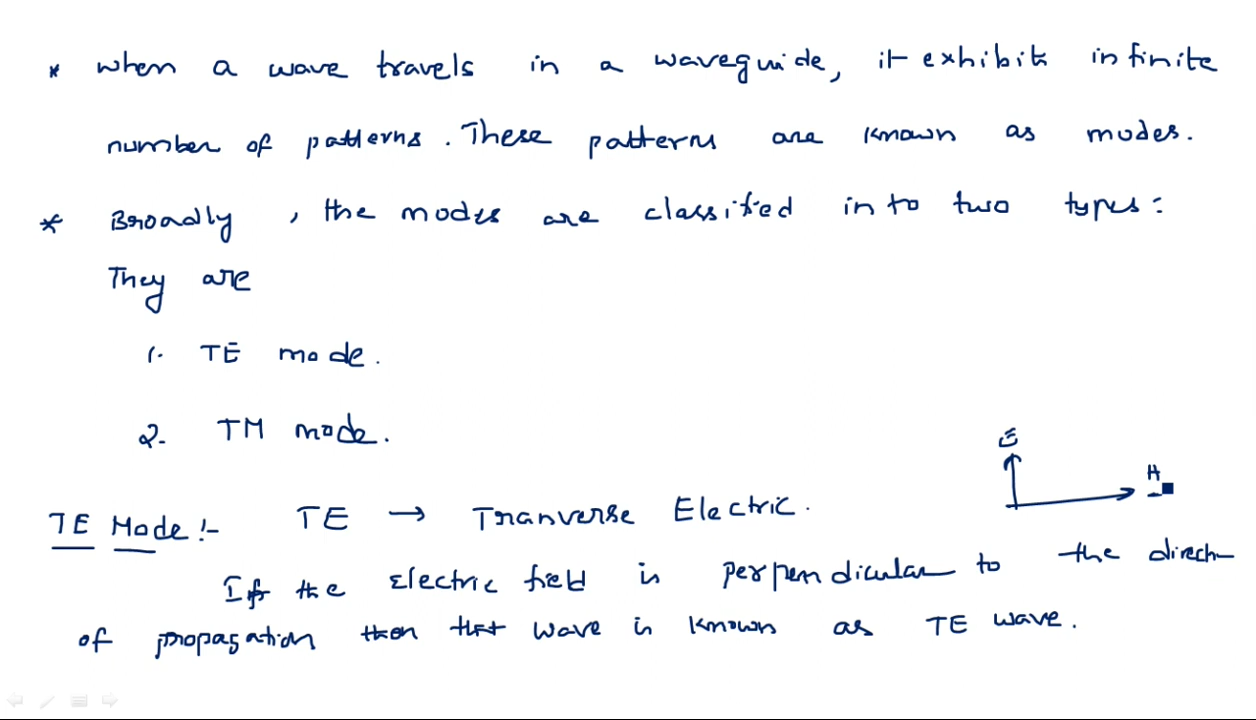 * When a wave travels in a waveguide, it exhibits infinite
number of patterns. These patterns are known as modes.
* Broadly, the modes are classified in to two types:
They are
1. TE mode.
2. TM mode.
E
H
TE Mode:- TE → Tranverse Electric.
If the Electric field is perpendicular to the direction
of propagation then that wave is known as TE wave.